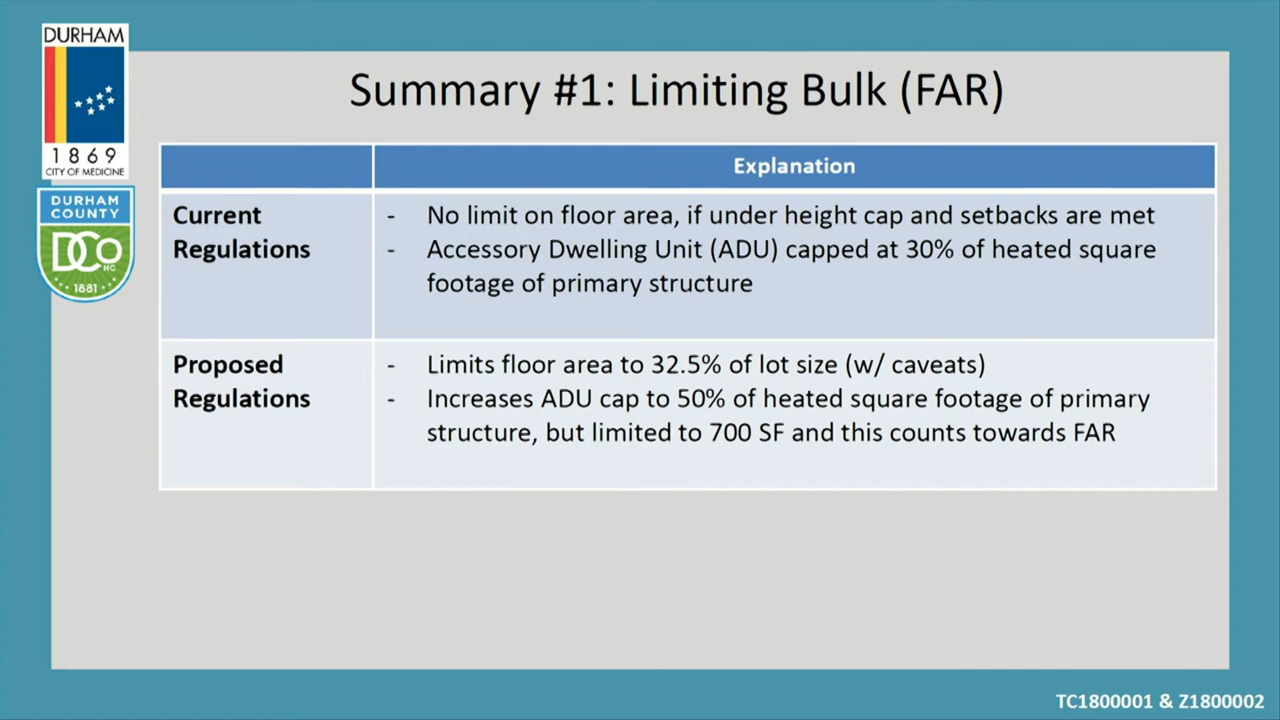 DURHAM
1869
CITY OF MEDICINE
DURHAM
COUNTY
DCo
NC
1881
Summary #1: Limiting Bulk (FAR)
Explanation
Current
Regulations
- No limit on floor area, if under height cap and setbacks are met
- Accessory Dwelling Unit (ADU) capped at 30% of heated square
footage of primary structure
Proposed
Regulations
- Limits floor area to 32.5% of lot size (w/ caveats)
- Increases ADU cap to 50% of heated square footage of primary
structure, but limited to 700 SF and this counts towards FAR
TC1800001 & Z1800002